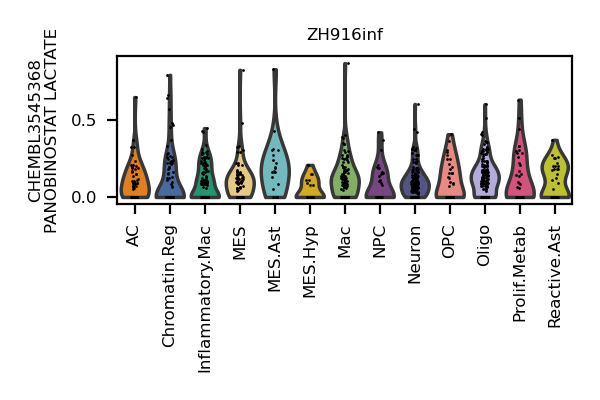 ZH916inf
CHEMBL3545368
PANOBINOSTAT LACTATE
0.5
0.0
AC
Chromatin.Reg
Inflammatory.Mac
MES
MES.Ast
MES.Hyp
Mac
NPC
Neuron
OPC
Oligo
Prolif.Metab
Reactive.Ast